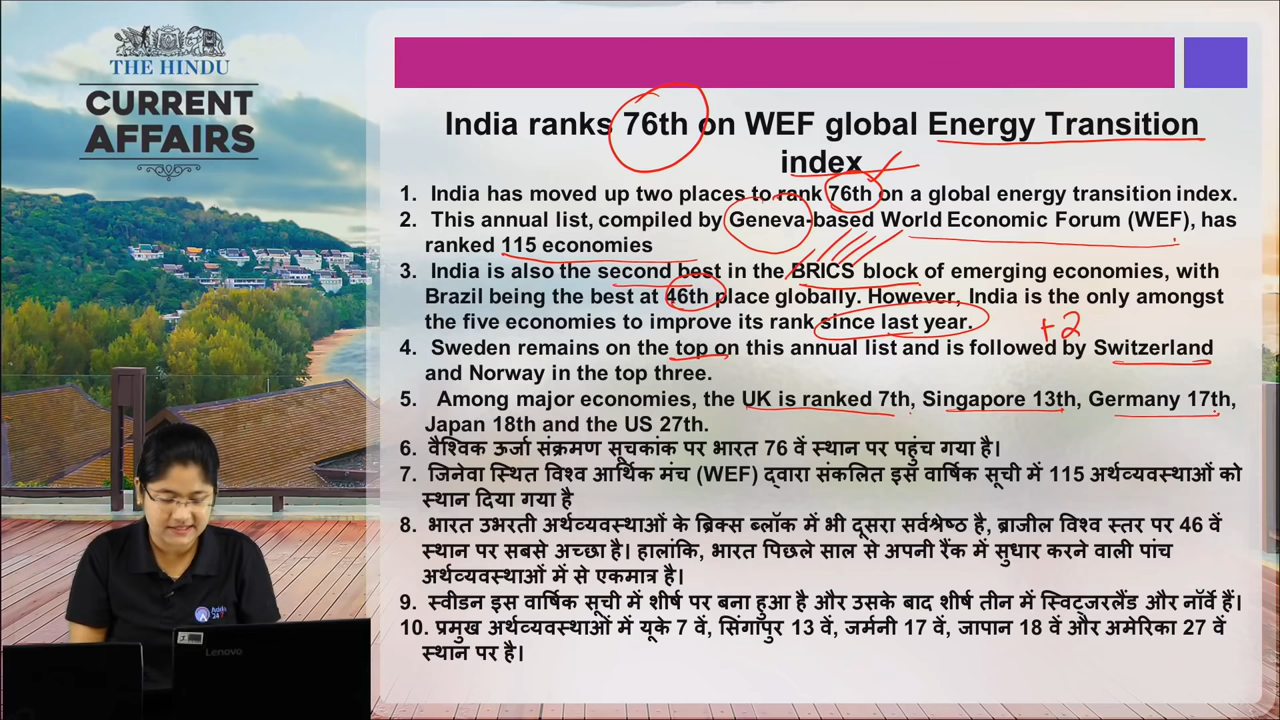 THE HINDU
CURRENT
AFFAIRS
India ranks 76th on WEF global Energy Transition
index
1. India has moved up two places to rank 76th on a global energy transition index.
2. This annual list, compiled by Geneva-based World Economic Forum (WEF), has
ranked 115 economies
3. India is also the second best in the BRICS block of emerging economies, with
Brazil being the best at 46th place globally. However, India is the only amongst
the five economies to improve its rank since last year.
+2
4. Sweden remains on the top on this annual list and is followed by Switzerland
and Norway in the top three.
5. Among major economies, the UK is ranked 7th, Singapore 13th, Germany 17th,
Japan 18th and the US 27th.
6. वैश्विक ऊर्जा संक्रमण सूचकांक पर भारत 76 वें स्थान पर पहुंच गया है।
7. जिनेवा स्थित विश्व आर्थिक मंच (WEF) द्वारा संकलित इस वार्षिक सूची में 115 अर्थव्यवस्थाओं को
स्थान दिया गया है
8. भारत उभरती अर्थव्यवस्थाओं के ब्रिक्स ब्लॉक में भी दूसरा सर्वश्रेष्ठ है, ब्राजील विश्व स्तर पर 46 वें
स्थान पर सबसे अच्छा है। हालांकि, भारत पिछले साल से अपनी रैंक में सुधार करने वाली पांच
अर्थव्यवस्थाओं में से एकमात्र है।
9. स्वीडन इस वार्षिक सूची में शीर्ष पर बना हुआ है और उसके बाद शीर्ष तीन में स्विटजरलैंड और नॉर्वे हैं।
10. प्रमुख अर्थव्यवस्थाओं में यूके 7 वें, सिंगापुर 13 वें, जर्मनी 17 वें, जापान 18 वें और अमेरिका 27 वें
स्थान पर है।
Lenovo